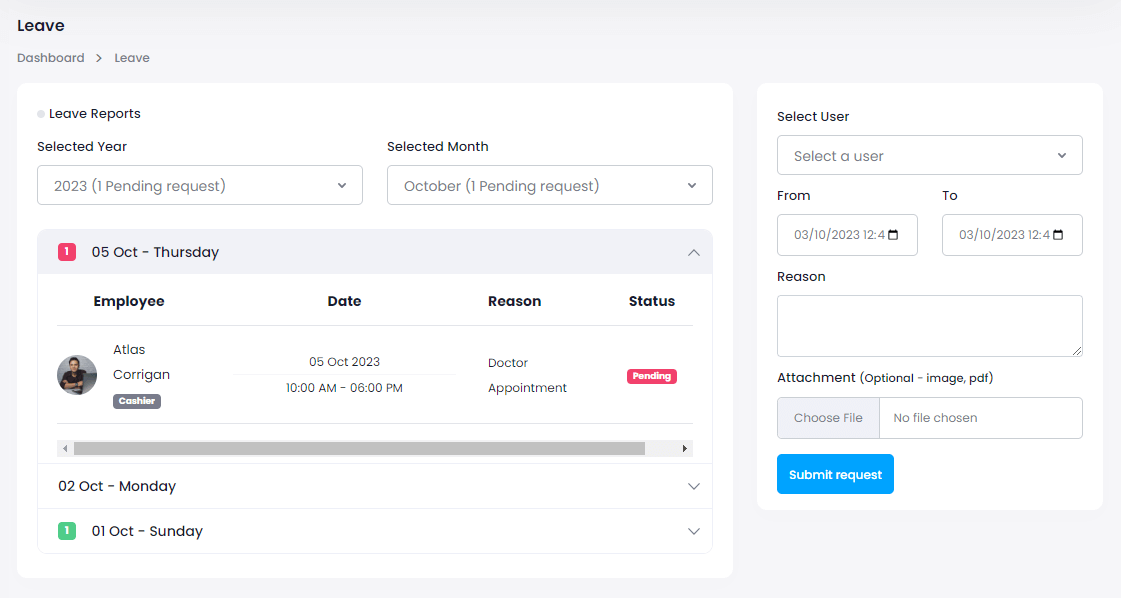 Leave
Dashboard > Leave
Leave Reports
Selected Year
Selected Month
2023 (1 Pending request)
October (1 Pending request)
1 05 Oct - Thursday
Employee Date Reason Status
Atlas
Corrigan
Cashier
05 Oct 2023
10:00 AM - 06:00 PM
Doctor
Appointment
Pending
02 Oct - Monday
1 01 Oct - Sunday
Select User
Select a user
From To
03/10/2023 12:4 03/10/2023 12:4
Reason
Attachment (Optional - image, pdf)
Choose File No file chosen
Submit request